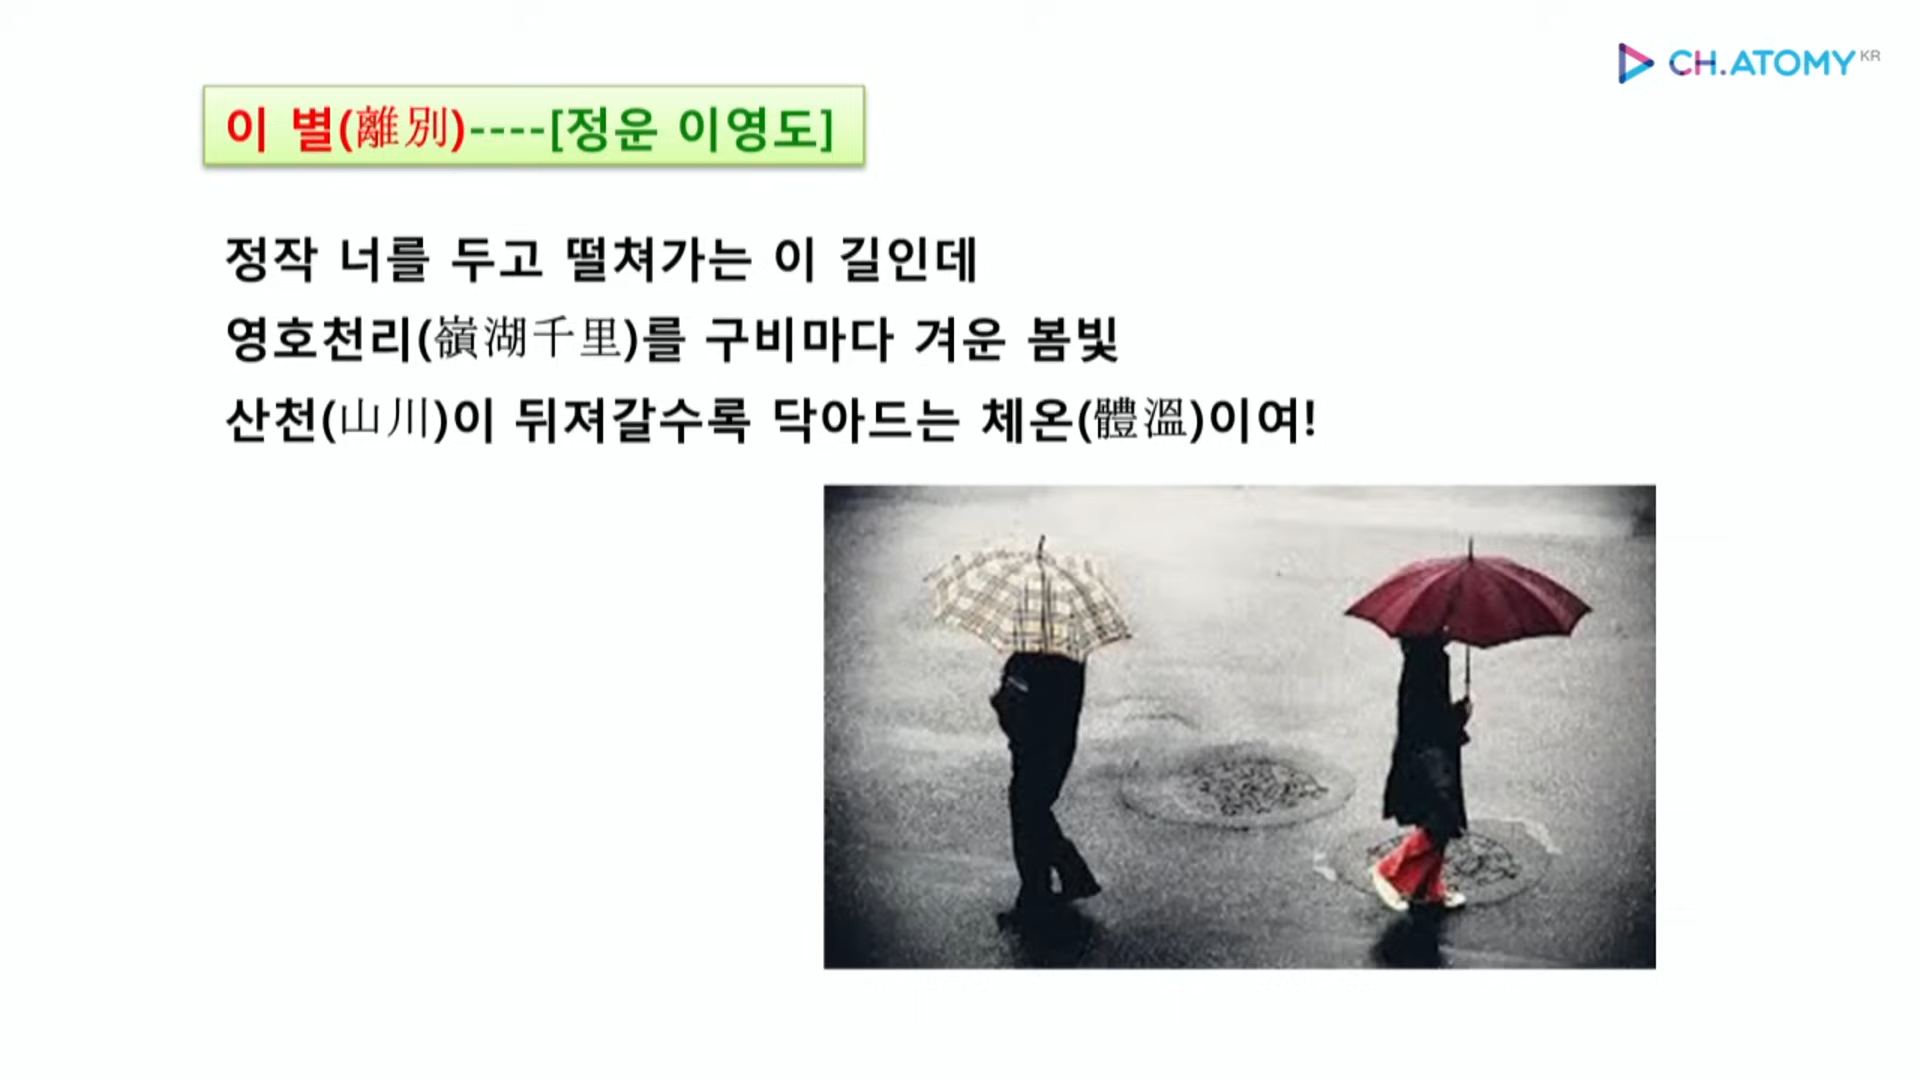 CH.ATOMY KR
이 별(離別)----[정운 이영도]
정작 너를 두고 떨쳐가는 이 길인데
영호천리(嶺湖千里)를 구비마다 겨운 봄빛
산천(山川)이 뒤져갈수록 닥아드는 체온(體溫)이여!